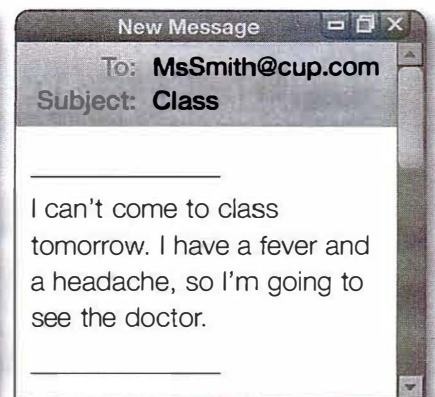 New Message
To: MsSmith@cup.com
Subject: Class
I can't come to class
tomorrow. I have a fever and
a headache, so I'm going to
see the doctor.